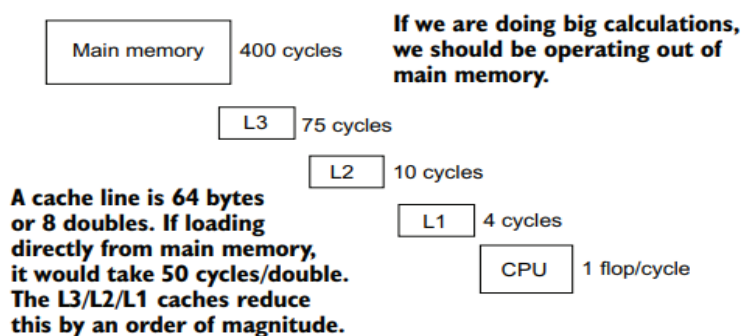 Main memory 400 cycles
If we are doing big calculations,
we should be operating out of
main memory.
L3 75 cycles
L2 10 cycles
L1 4 cycles
CPU 1 flop/cycle
A cache line is 64 bytes
or 8 doubles. If loading
directly from main memory,
it would take 50 cycles/double.
The L3/L2/L1 caches reduce
this by an order of magnitude.